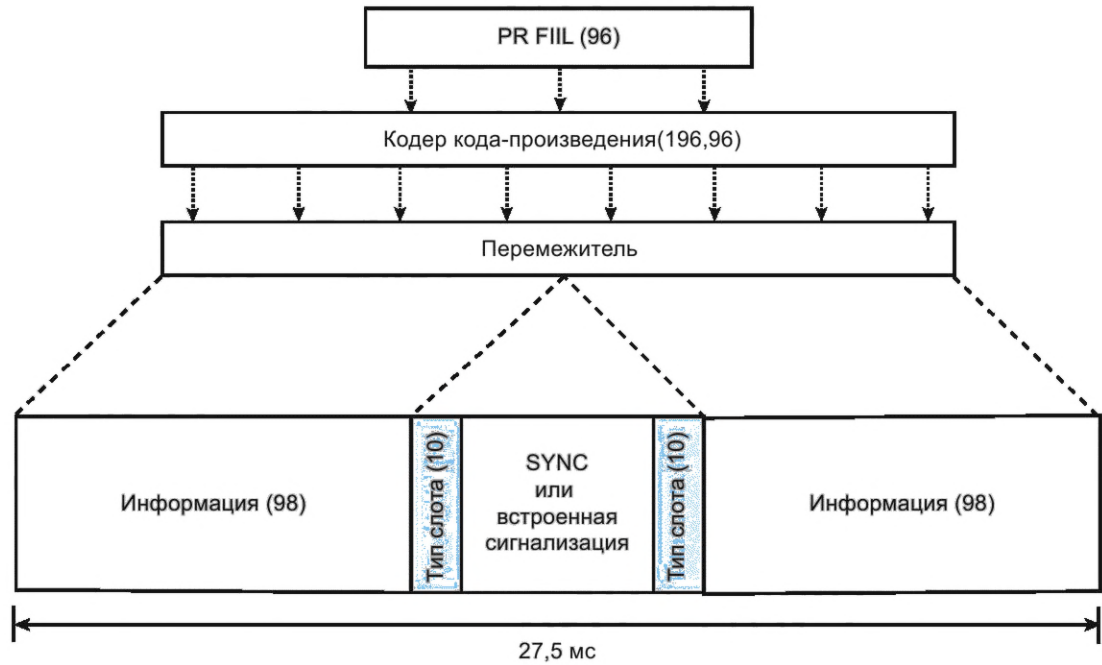 PR FIIL (96)
Кодер кода-произведения(196,96)
Перемежитель
Информация (98)
Тип слота (10)
SYNC
или
встроенная
сигнализация
Тип слота (10)
Информация (98)
27,5 мс